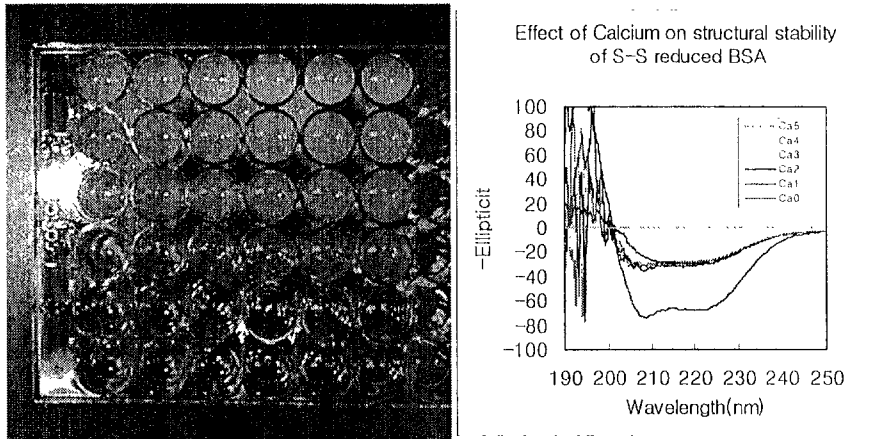 Effect of Calcium on structural stability
of S-S reduced BSA
100
80
60
40
20
0
-20
-40
-60
-80
-100
-Ellipticit
Ca5
Ca4
Ca3
Ca2
Ca1
Ca0
190 200 210 220 230 240 250
Wavelength(nm)